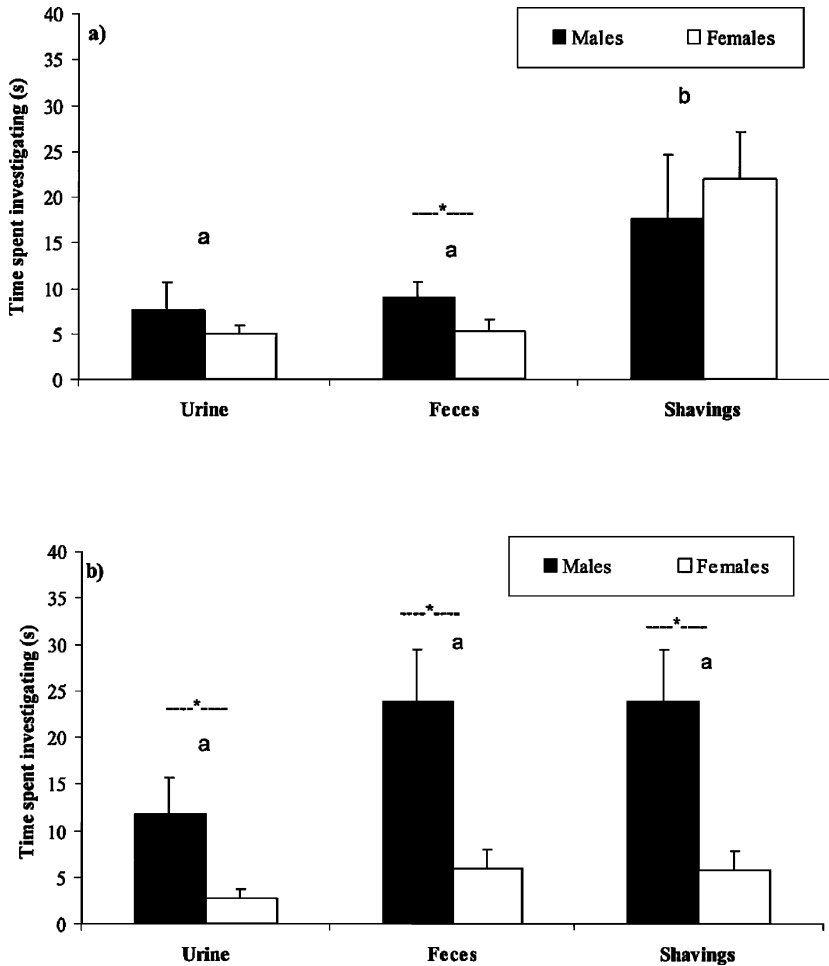 a)
Males Females
Time spent investigating (s)
40
35
30
25
20
15
10
5
0
b
----*----
a
a
Urine Feces Shavings
b)
Males Females
Time spent investigating (s)
40
35
30
25
20
15
10
5
0
----*----
----*----
a
a
----*----
a
Urine Feces Shavings